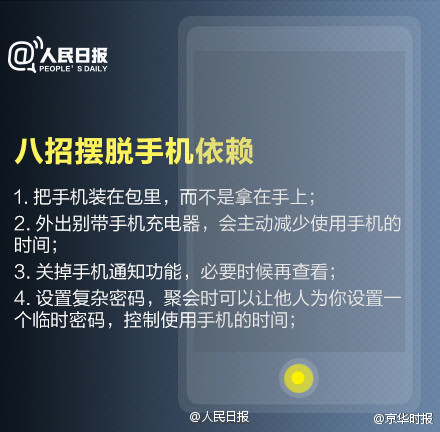 @人民日报
PEOPLE'S DAILY
八招摆脱手机依赖
1. 把手机装在包里，而不是拿在手上；
2. 外出别带手机充电器，会主动减少使用手机的
时间；
3. 关掉手机通知功能，必要时候再查看；
4. 设置复杂密码，聚会时可以让他人为你设置一
个临时密码，控制使用手机的时间；
@人民日报
@京华时报